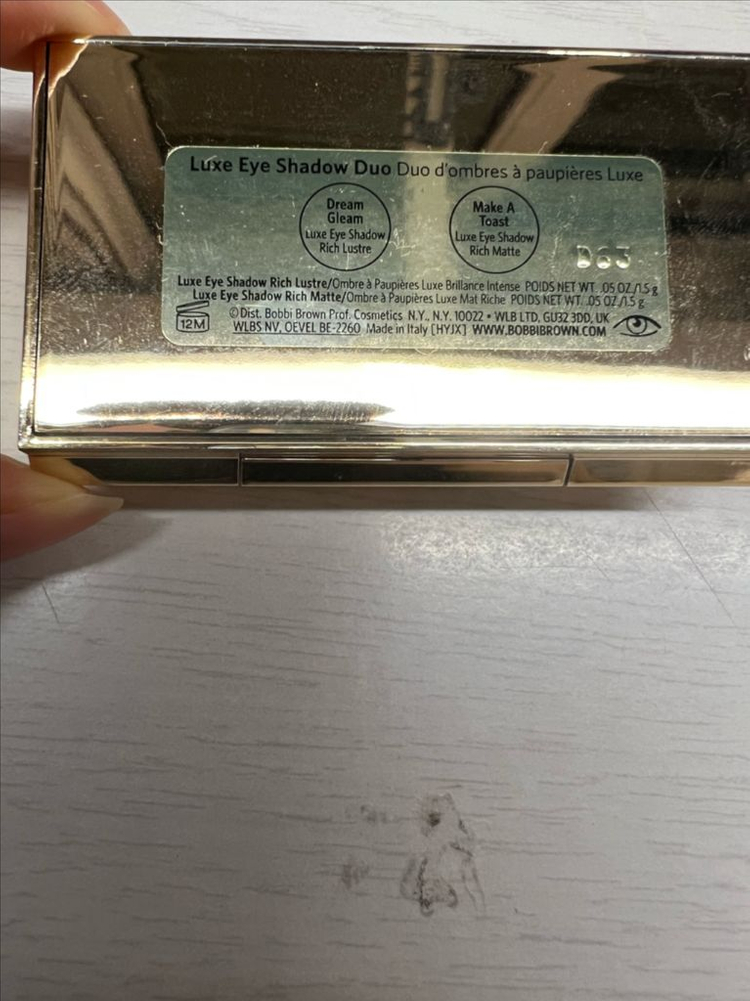 Luxe Eye Shadow Duo Duo d'ombres à paupières Luxe
Dream
Gleam
Luxe Eye Shadow
Rich Lustre
Make A
Toast
Luxe Eye Shadow
Rich Matte
D63
Luxe Eye Shadow Rich Lustre/Ombre à Paupières Luxe Brillance Intense POIDS NET WT. .05 OZ/1.5 g
Luxe Eye Shadow Rich Matte/Ombre à Paupières Luxe Mat Riche POIDS NET WT. .05 OZ/1.5 g
12M
© Dist. Bobbi Brown Prof. Cosmetics N.Y., N.Y. 10022 • WLB LTD, GU32 3DD, UK
WLBS NV, OEVEL BE-2260 Made in Italy [HYJX] WWW.BOBBIBROWN.COM